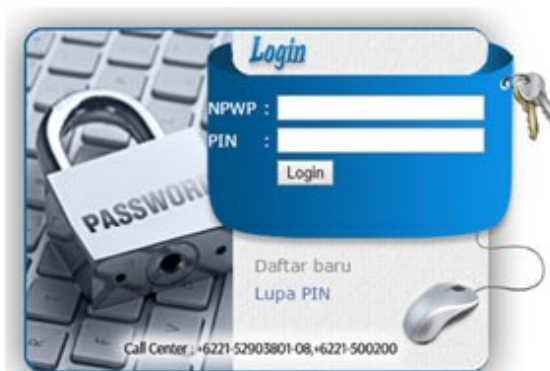 Login
NPWP :
PIN :
Login
PASSWORD
Daftar baru
Lupa PIN
Call Center : +6221-52903801-08,+6221-500200